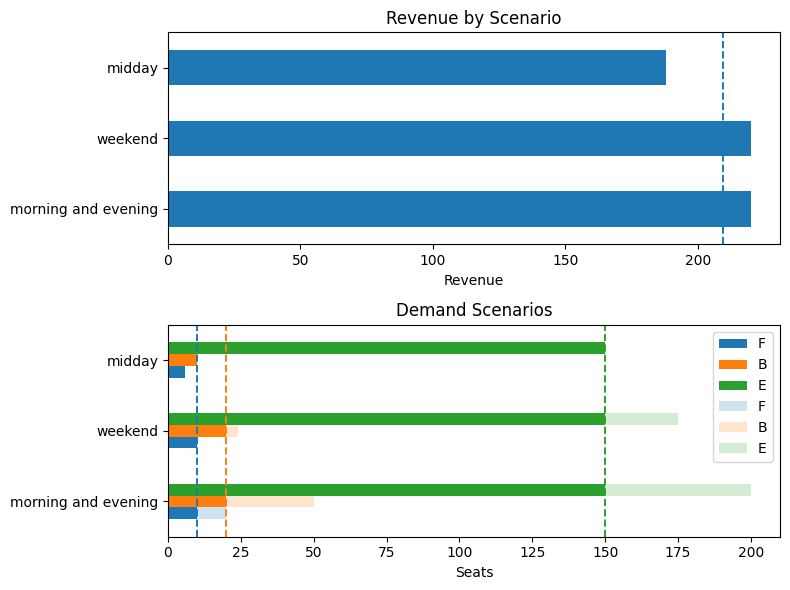 Revenue by Scenario
midday
weekend
morning and evening
0 50 100 150 200
Revenue
Demand Scenarios
midday
weekend
morning and evening
F
B
E
F
B
E
0 25 50 75 100 125 150 175 200
Seats